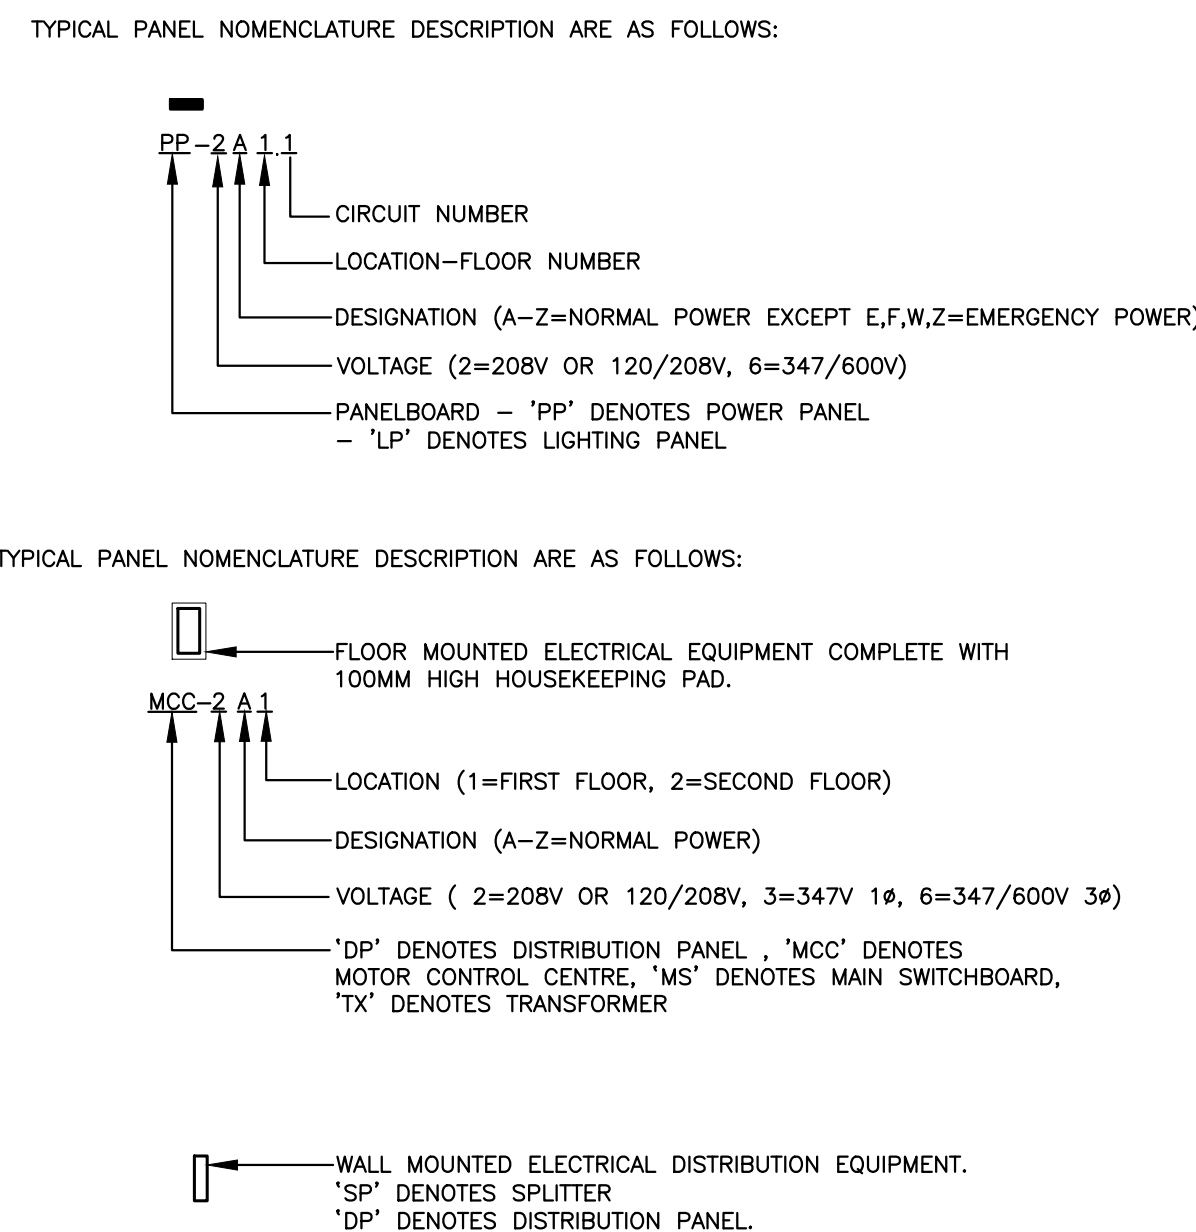 TYPICAL PANEL NOMENCLATURE DESCRIPTION ARE AS FOLLOWS:
PP-2 A 1.1
CIRCUIT NUMBER
LOCATION-FLOOR NUMBER
DESIGNATION (A-Z=NORMAL POWER EXCEPT E,F,W,Z=EMERGENCY POWER)
VOLTAGE (2=208V OR 120/208V, 6=347/600V)
PANELBOARD - 'PP' DENOTES POWER PANEL
- 'LP' DENOTES LIGHTING PANEL
TYPICAL PANEL NOMENCLATURE DESCRIPTION ARE AS FOLLOWS:
FLOOR MOUNTED ELECTRICAL EQUIPMENT COMPLETE WITH
100MM HIGH HOUSEKEEPING PAD.
MCC-2 A 1
LOCATION (1=FIRST FLOOR, 2=SECOND FLOOR)
DESIGNATION (A-Z=NORMAL POWER)
VOLTAGE ( 2=208V OR 120/208V, 3=347V 1ø, 6=347/600V 3ø)
'DP' DENOTES DISTRIBUTION PANEL , 'MCC' DENOTES
MOTOR CONTROL CENTRE, 'MS' DENOTES MAIN SWITCHBOARD,
'TX' DENOTES TRANSFORMER
WALL MOUNTED ELECTRICAL DISTRIBUTION EQUIPMENT.
'SP' DENOTES SPLITTER
'DP' DENOTES DISTRIBUTION PANEL.